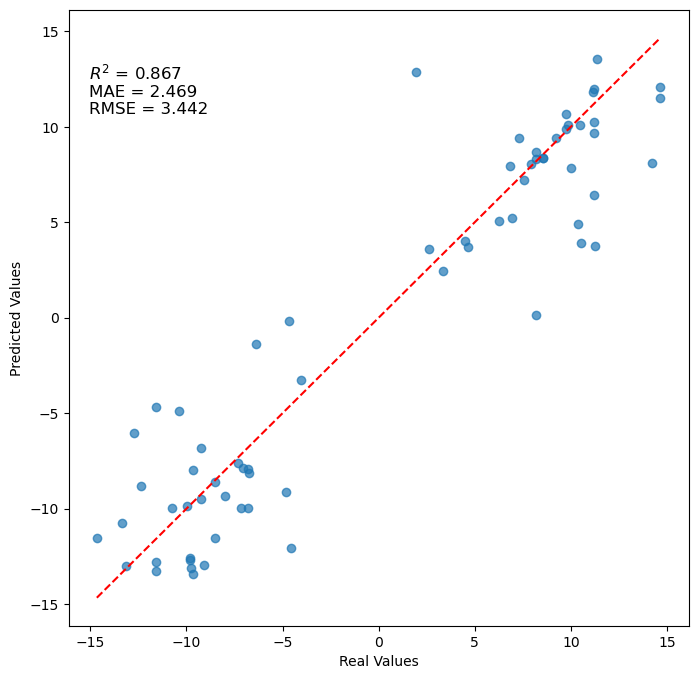 15
10
5
0
−5
−10
−15
Predicted Values
R² = 0.867
MAE = 2.469
RMSE = 3.442
−15 −10 −5 0 5 10 15
Real Values